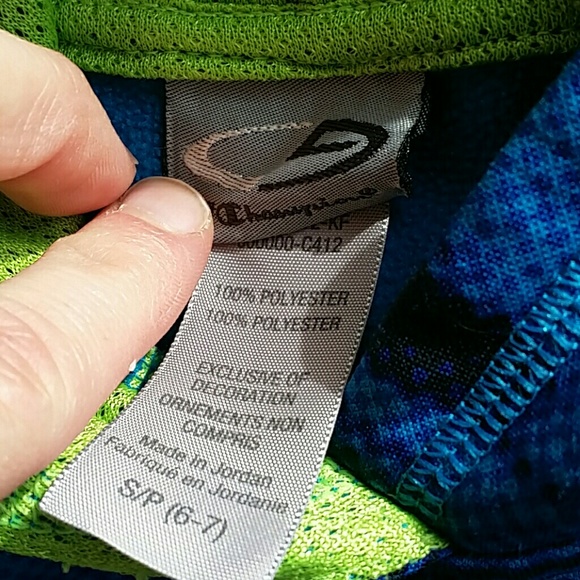 Champion®
-C412
100% POLYESTER
100% POLYESTER
EXCLUSIVE OF
DECORATION
ORNEMENTS NON
COMPRIS
Made in Jordan
Fabriqué en Jordanie
S/P (6-7)